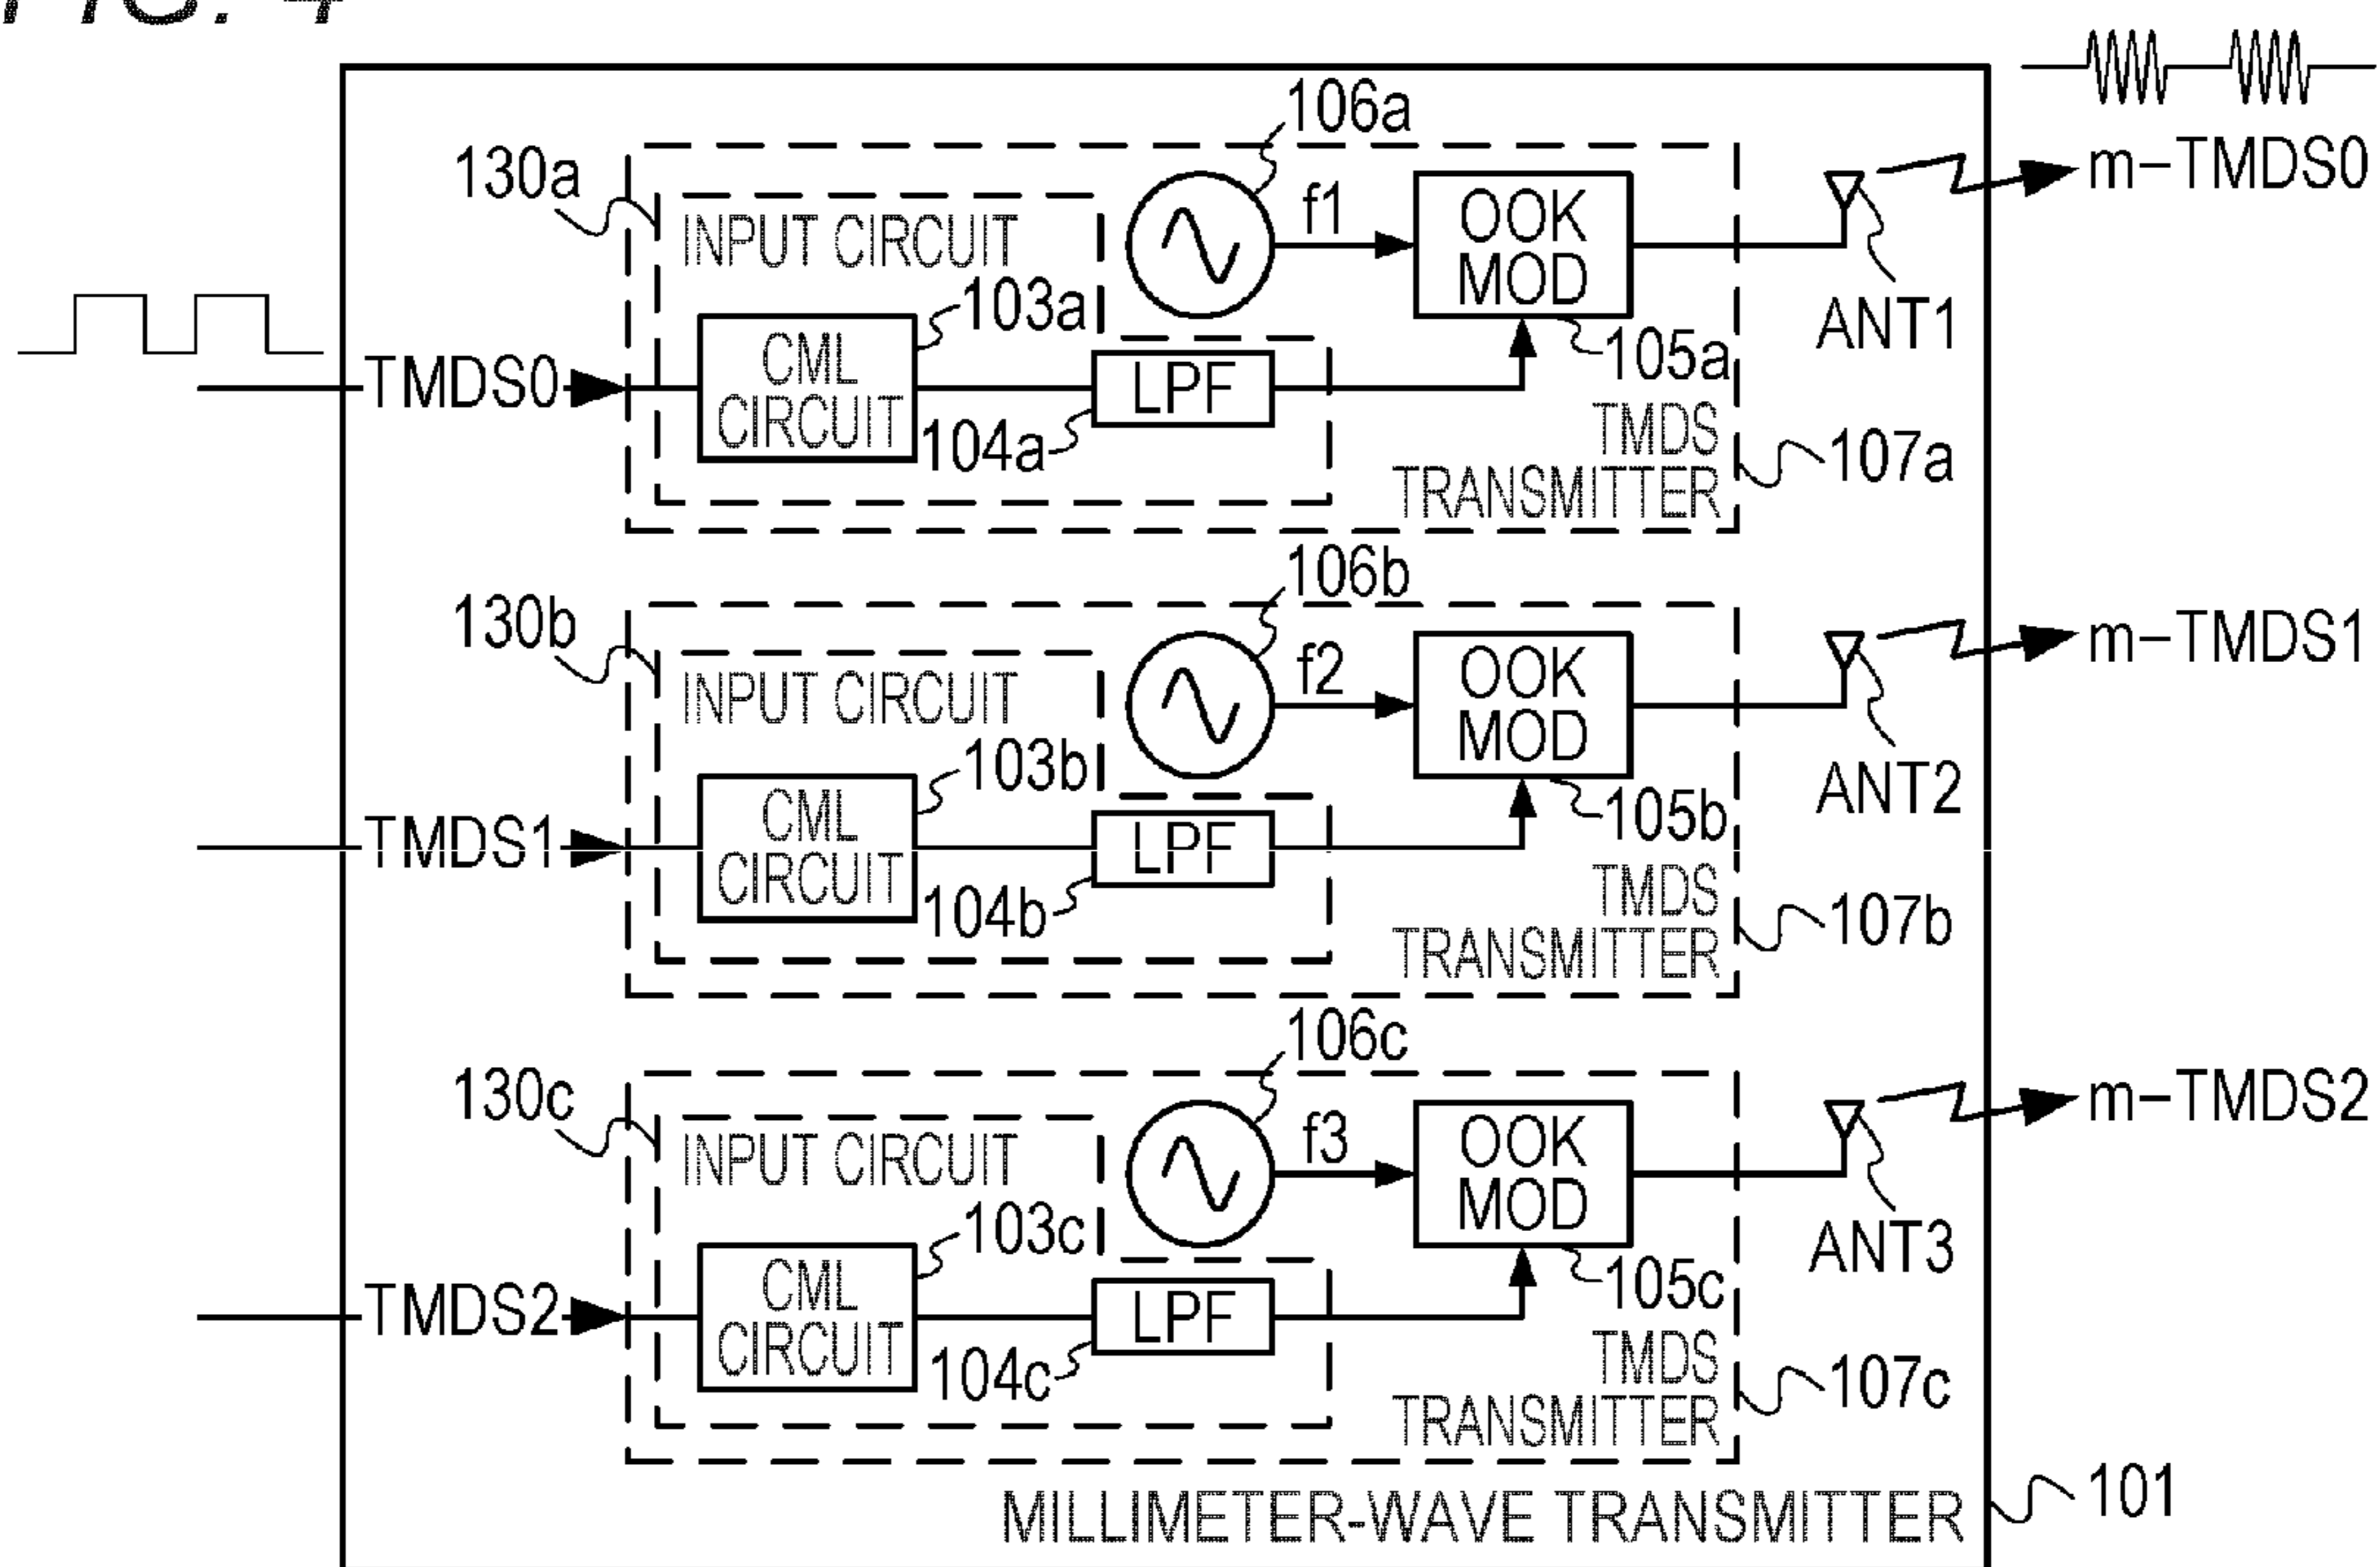 FIG. 4
106a
130a
INPUT CIRCUIT
f1
OOK
MOD
m-TMDS0
103a
ANT1
TMDS0
CML
CIRCUIT
LPF
105a
104a
TMDS
TRANSMITTER
107a
106b
130b
INPUT CIRCUIT
f2
OOK
MOD
m-TMDS1
103b
ANT2
TMDS1
CML
CIRCUIT
LPF
105b
104b
TMDS
TRANSMITTER
107b
106c
130c
INPUT CIRCUIT
f3
OOK
MOD
m-TMDS2
103c
ANT3
TMDS2
CML
CIRCUIT
LPF
105c
104c
TMDS
TRANSMITTER
107c
MILLIMETER-WAVE TRANSMITTER
101